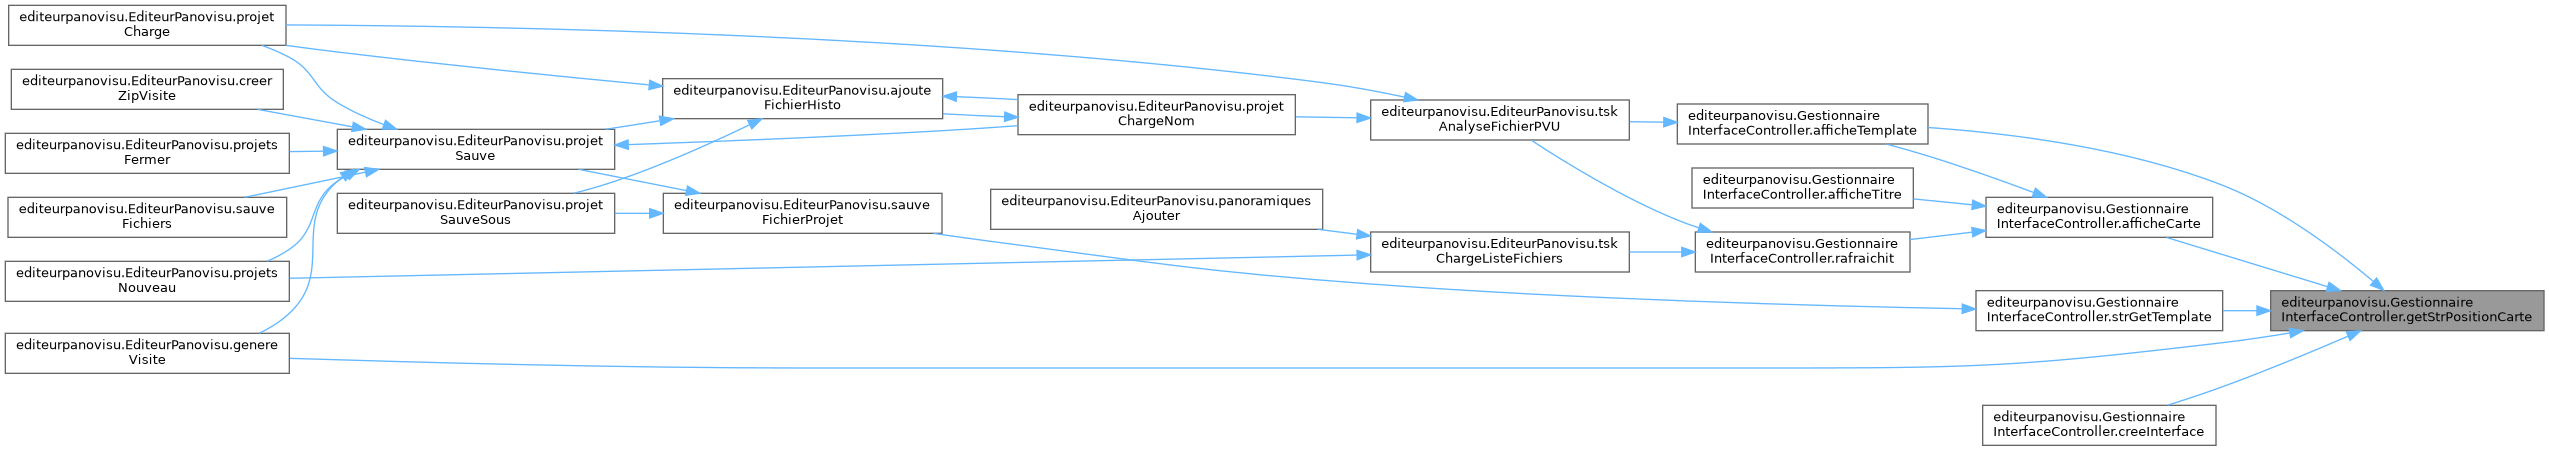 editeurpanovisu.EditeurPanovisu.projet
Charge
editeurpanovisu.EditeurPanovisu.creer
ZipVisite
editeurpanovisu.EditeurPanovisu.projets
Fermer
editeurpanovisu.EditeurPanovisu.sauve
Fichiers
editeurpanovisu.EditeurPanovisu.projets
Nouveau
editeurpanovisu.EditeurPanovisu.genere
Visite
editeurpanovisu.EditeurPanovisu.projet
Sauve
editeurpanovisu.EditeurPanovisu.projet
SauveSous
editeurpanovisu.EditeurPanovisu.ajoute
FichierHisto
editeurpanovisu.EditeurPanovisu.sauve
FichierProjet
editeurpanovisu.EditeurPanovisu.projet
ChargeNom
editeurpanovisu.EditeurPanovisu.panoramiques
Ajouter
editeurpanovisu.EditeurPanovisu.tsk
AnalyseFichierPVU
editeurpanovisu.EditeurPanovisu.tsk
ChargeListeFichiers
editeurpanovisu.Gestionnaire
InterfaceController.afficheTemplate
editeurpanovisu.Gestionnaire
InterfaceController.afficheTitre
editeurpanovisu.Gestionnaire
InterfaceController.rafraichit
editeurpanovisu.Gestionnaire
InterfaceController.afficheCarte
editeurpanovisu.Gestionnaire
InterfaceController.strGetTemplate
editeurpanovisu.Gestionnaire
InterfaceController.creeInterface
editeurpanovisu.Gestionnaire
InterfaceController.getStrPositionCarte